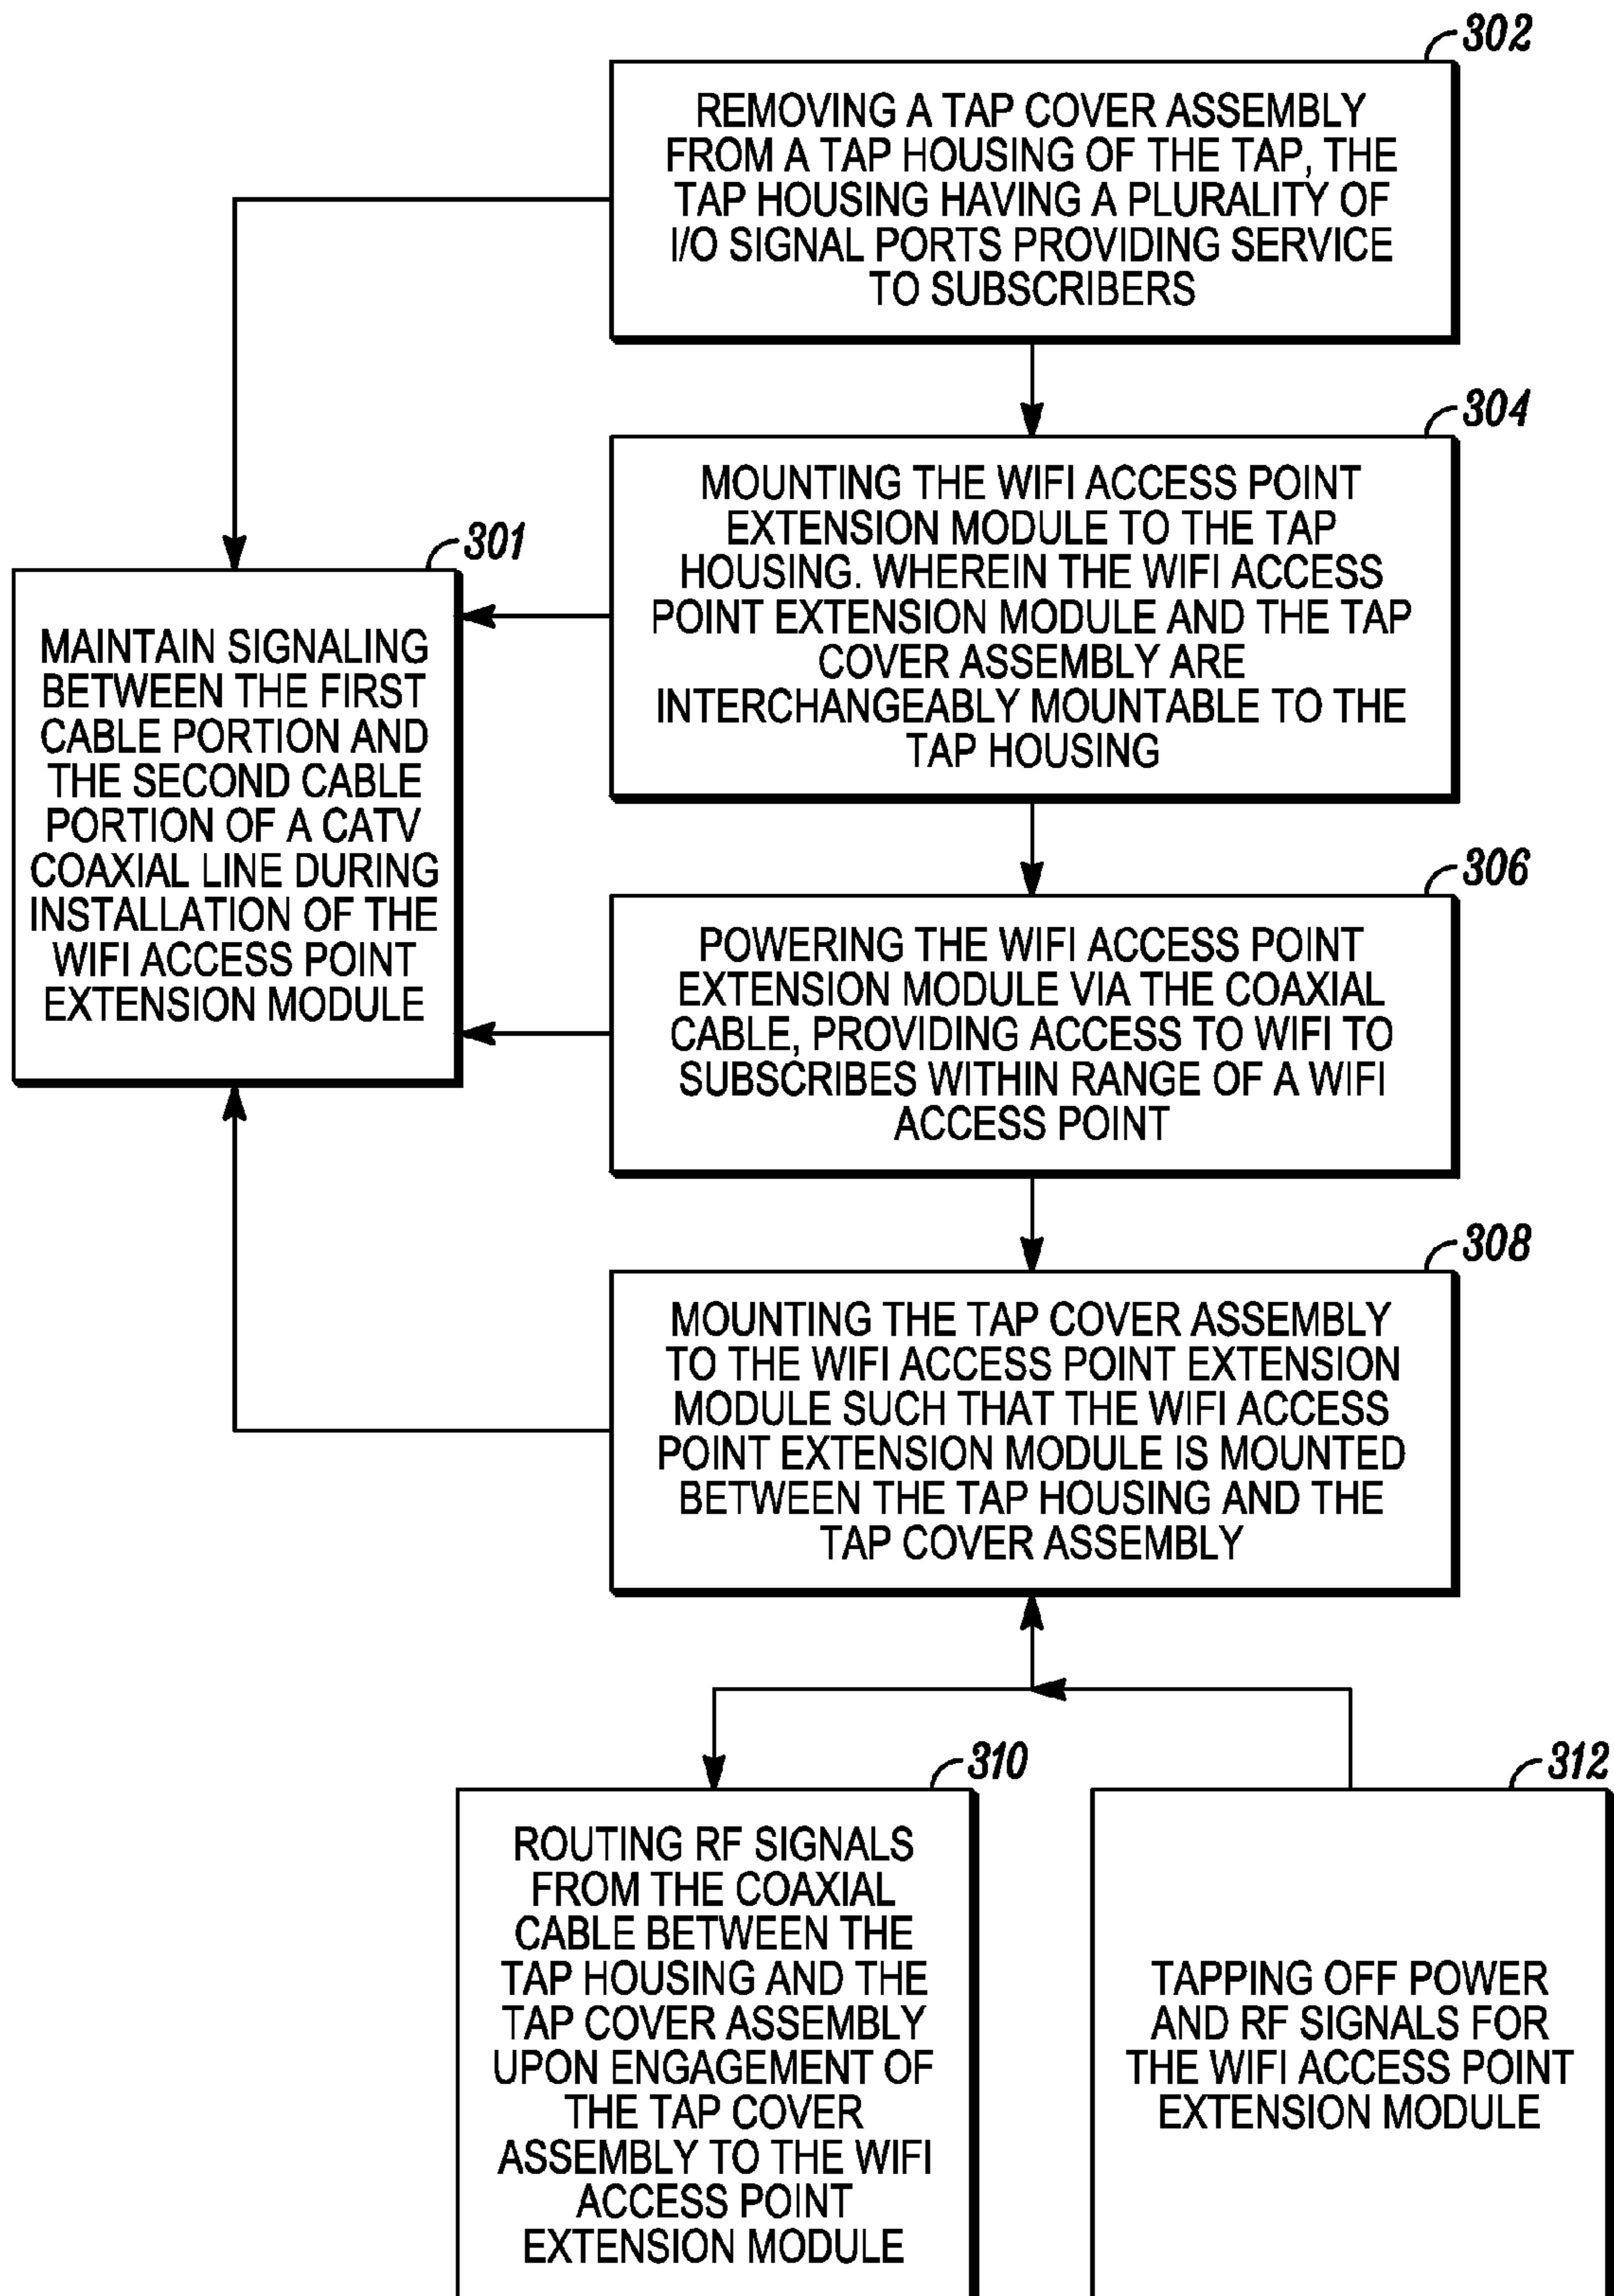 302
REMOVING A TAP COVER ASSEMBLY
FROM A TAP HOUSING OF THE TAP, THE
TAP HOUSING HAVING A PLURALITY OF
I/O SIGNAL PORTS PROVIDING SERVICE
TO SUBSCRIBERS
304
MOUNTING THE WIFI ACCESS POINT
EXTENSION MODULE TO THE TAP
HOUSING. WHEREIN THE WIFI ACCESS
POINT EXTENSION MODULE AND THE TAP
COVER ASSEMBLY ARE
INTERCHANGEABLY MOUNTABLE TO THE
TAP HOUSING
301
MAINTAIN SIGNALING
BETWEEN THE FIRST
CABLE PORTION AND
THE SECOND CABLE
PORTION OF A CATV
COAXIAL LINE DURING
INSTALLATION OF THE
WIFI ACCESS POINT
EXTENSION MODULE
306
POWERING THE WIFI ACCESS POINT
EXTENSION MODULE VIA THE COAXIAL
CABLE, PROVIDING ACCESS TO WIFI TO
SUBSCRIBES WITHIN RANGE OF A WIFI
ACCESS POINT
308
MOUNTING THE TAP COVER ASSEMBLY
TO THE WIFI ACCESS POINT EXTENSION
MODULE SUCH THAT THE WIFI ACCESS
POINT EXTENSION MODULE IS MOUNTED
BETWEEN THE TAP HOUSING AND THE
TAP COVER ASSEMBLY
310
ROUTING RF SIGNALS
FROM THE COAXIAL
CABLE BETWEEN THE
TAP HOUSING AND THE
TAP COVER ASSEMBLY
UPON ENGAGEMENT OF
THE TAP COVER
ASSEMBLY TO THE WIFI
ACCESS POINT
EXTENSION MODULE
312
TAPPING OFF POWER
AND RF SIGNALS FOR
THE WIFI ACCESS POINT
EXTENSION MODULE